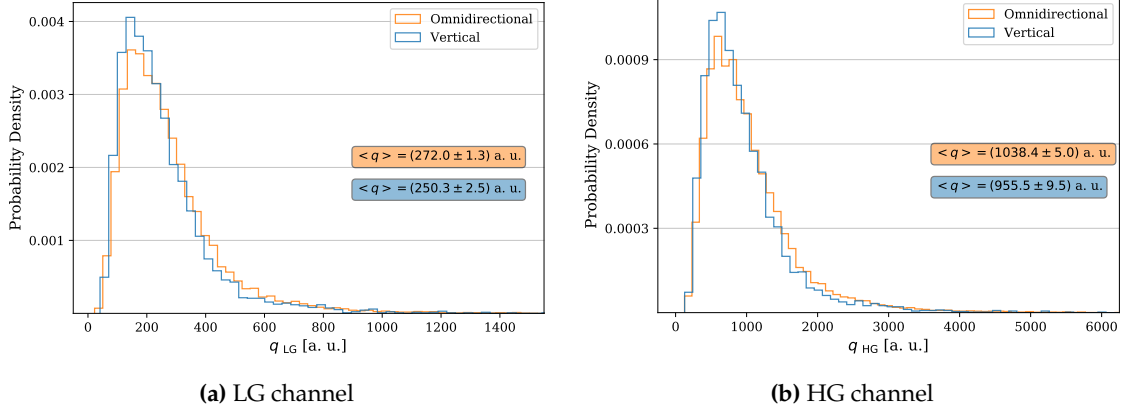 0.004
0.003
0.002
0.001
Probability Density
Omnidirectional
Vertical
< q > = (272.0 ± 1.3) a. u.
< q > = (250.3 ± 2.5) a. u.
0 200 400 600 800 1000 1200 1400
q LG [a. u.]
(a) LG channel
0.0009
0.0006
0.0003
Probability Density
Omnidirectional
Vertical
< q > = (1038.4 ± 5.0) a. u.
< q > = (955.5 ± 9.5) a. u.
0 1000 2000 3000 4000 5000 6000
q HG [a. u.]
(b) HG channel